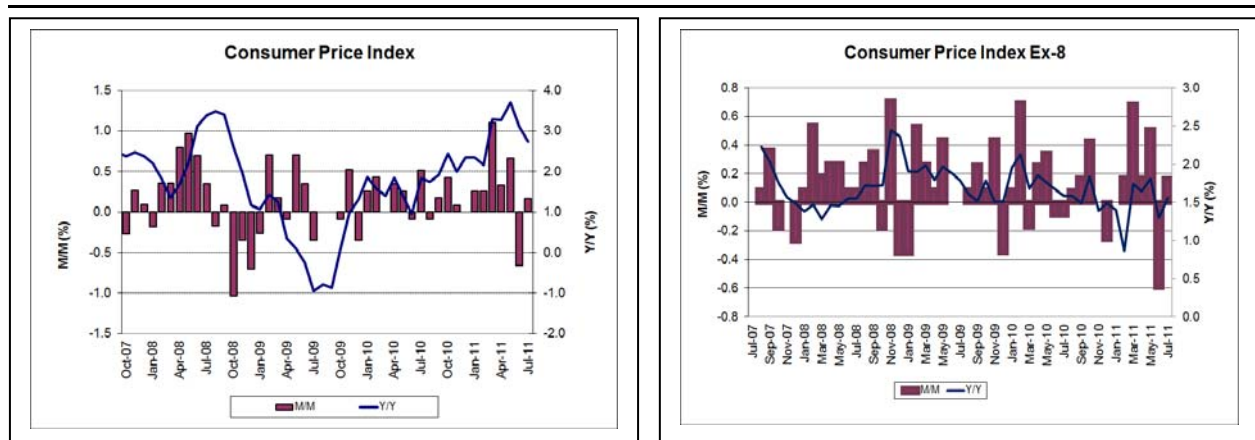 Consumer Price Index
1.5
1.0
0.5
0.0
-0.5
-1.0
-1.5
M/M (%)
4.0
3.0
2.0
1.0
0.0
-1.0
-2.0
Y/Y (%)
Oct-07
Jan-08
Apr-08
Jul-08
Oct-08
Jan-09
Apr-09
Jul-09
Oct-09
Jan-10
Apr-10
Jul-10
Oct-10
Jan-11
Apr-11
Jul-11
M/M Y/Y
Consumer Price Index Ex-8
0.8
0.6
0.4
0.2
0.0
-0.2
-0.4
-0.6
-0.8
M/M (%)
3.0
2.5
2.0
1.5
1.0
0.5
0.0
Y/Y (%)
Jul-07
Sep-07
Nov-07
Jan-08
Mar-08
May-08
Jul-08
Sep-08
Nov-08
Jan-09
Mar-09
May-09
Jul-09
Sep-09
Nov-09
Jan-10
Mar-10
May-10
Jul-10
Sep-10
Nov-10
Jan-11
Mar-11
May-11
Jul-11
M/M Y/Y